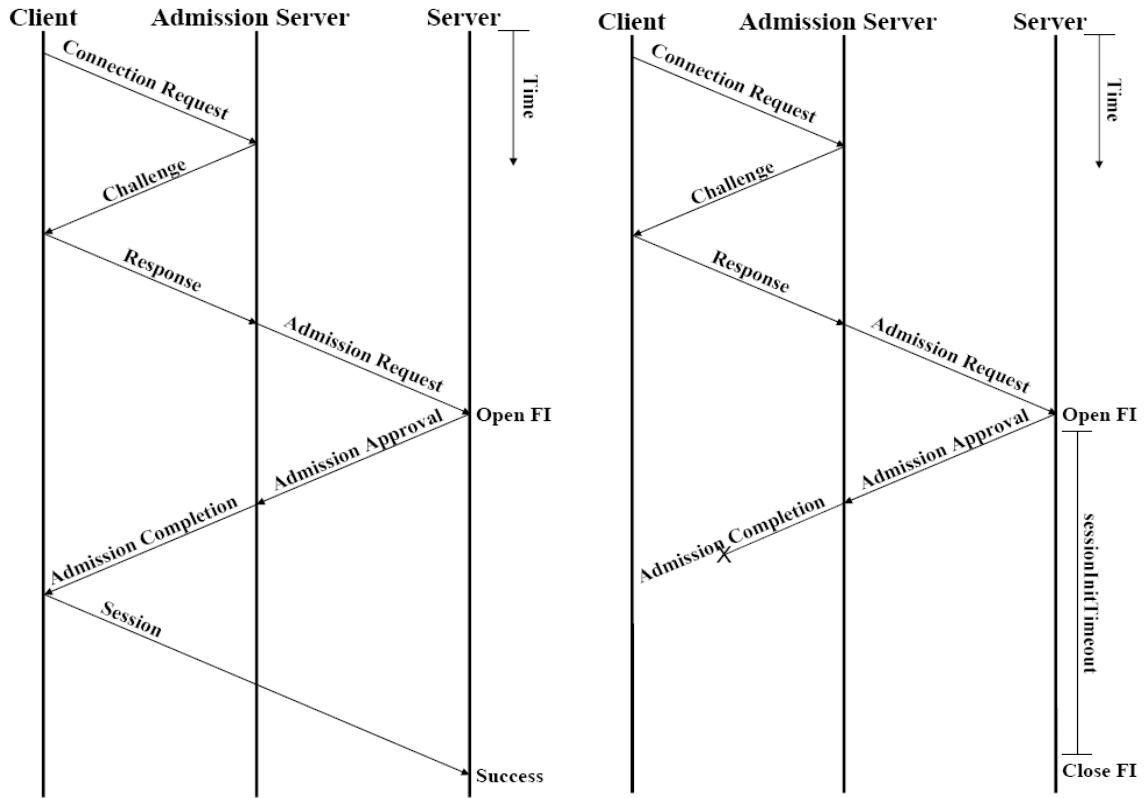 Client Admission Server Server
Time
Connection Request
Challenge
Response
Admission Request
Open FI
Admission Approval
Admission Completion
Session
Success
Client Admission Server Server
Time
Connection Request
Challenge
Response
Admission Request
Open FI
Admission Approval
Admission Completion
sessionInitTimeout
Close FI